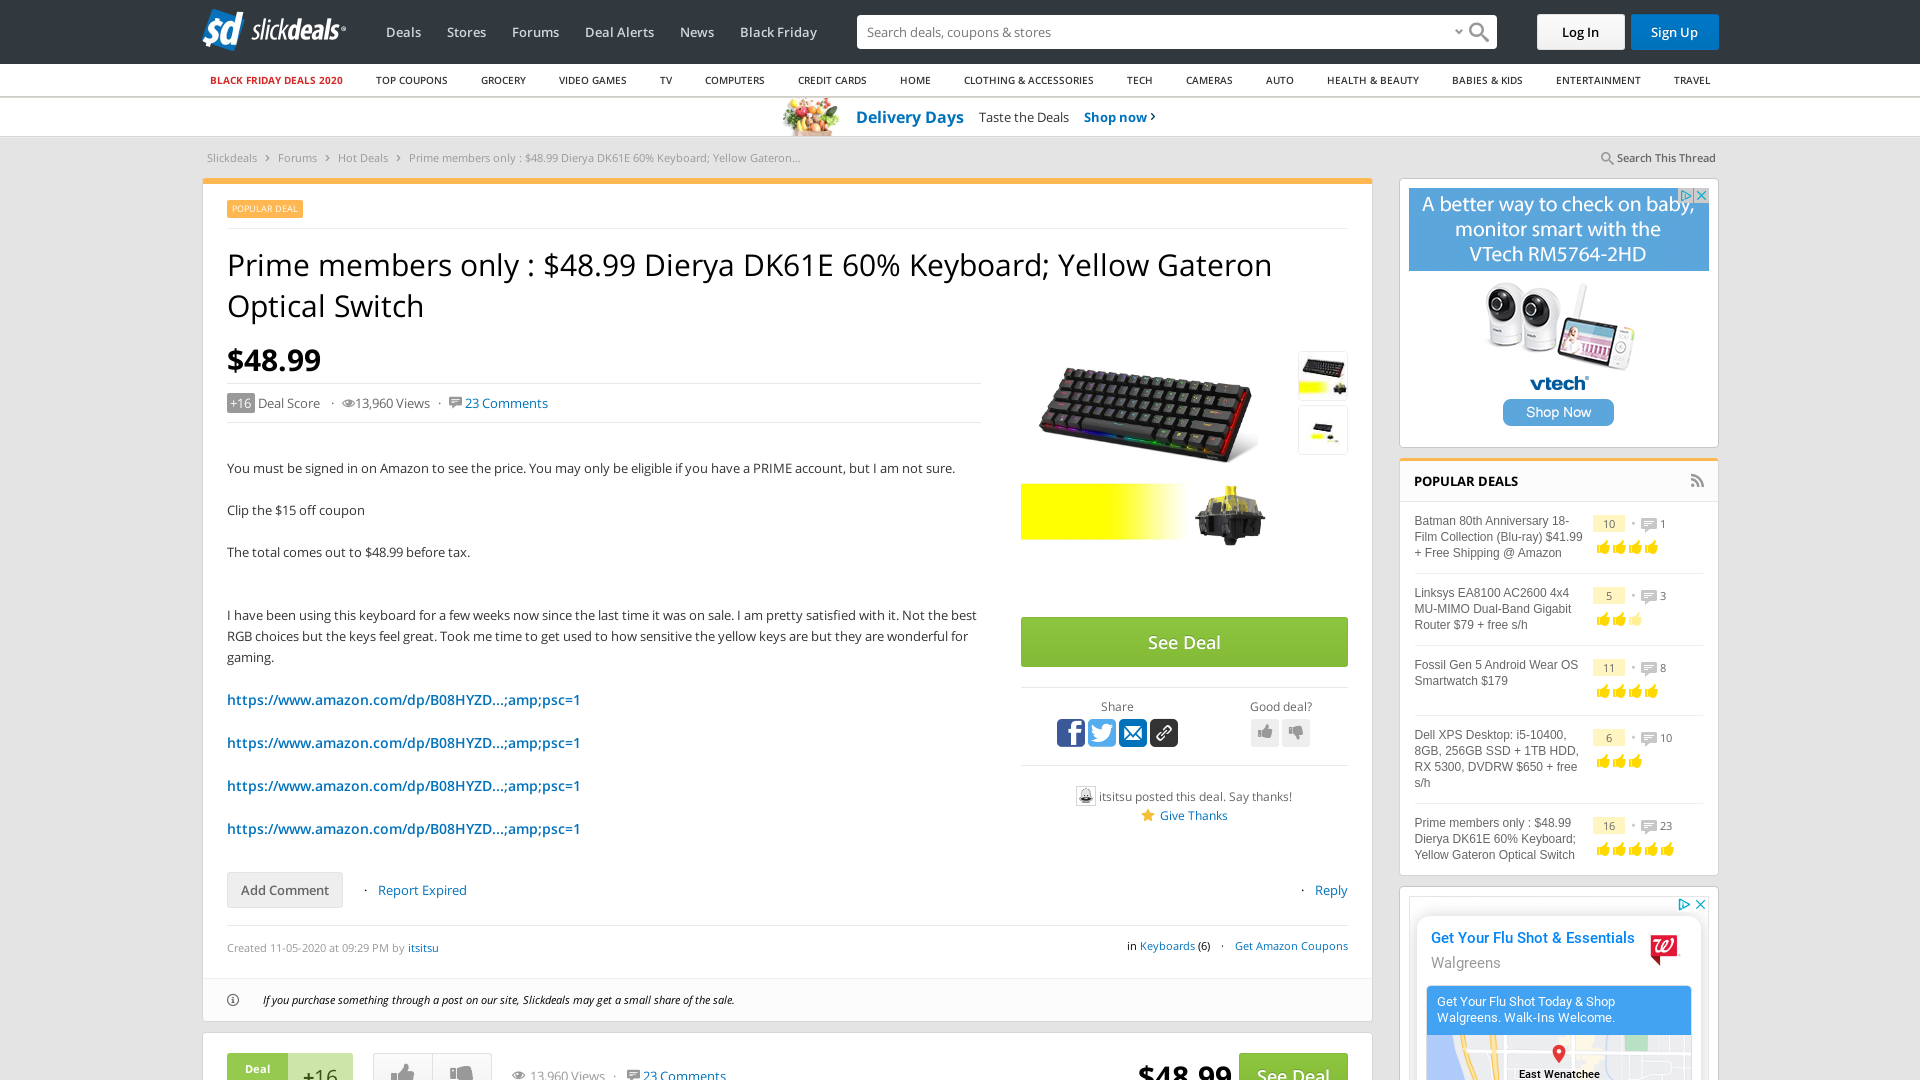 slickdeals
Deals Stores Forums Deal Alerts News Black Friday
Search deals, coupons & stores
Log In Sign Up
BLACK FRIDAY DEALS 2020 TOP COUPONS GROCERY VIDEO GAMES TV COMPUTERS CREDIT CARDS HOME CLOTHING & ACCESSORIES TECH CAMERAS AUTO HEALTH & BEAUTY BABIES & KIDS ENTERTAINMENT TRAVEL
Delivery Days Taste the Deals Shop now ›
Slickdeals › Forums › Hot Deals › Prime members only : $48.99 Dierya DK61E 60% Keyboard; Yellow Gateron...
Search This Thread
POPULAR DEAL
Prime members only : $48.99 Dierya DK61E 60% Keyboard; Yellow Gateron
Optical Switch
$48.99
+16 Deal Score · 13,960 Views · 23 Comments
You must be signed in on Amazon to see the price. You may only be eligible if you have a PRIME account, but I am not sure.
Clip the $15 off coupon
The total comes out to $48.99 before tax.
I have been using this keyboard for a few weeks now since the last time it was on sale. I am pretty satisfied with it. Not the best
RGB choices but the keys feel great. Took me time to get used to how sensitive the yellow keys are but they are wonderful for
gaming.
https://www.amazon.com/dp/B08HYZD...;amp;psc=1
https://www.amazon.com/dp/B08HYZD...;amp;psc=1
https://www.amazon.com/dp/B08HYZD...;amp;psc=1
https://www.amazon.com/dp/B08HYZD...;amp;psc=1
See Deal
Share
Good deal?
itsitsu posted this deal. Say thanks!
Give Thanks
Add Comment · Report Expired
· Reply
Created 11-05-2020 at 09:29 PM by itsitsu
in Keyboards (6) · Get Amazon Coupons
If you purchase something through a post on our site, Slickdeals may get a small share of the sale.
Deal
+16
13,960 Views · 23 Comments
$48.99
See Deal
A better way to check on baby,
monitor smart with the
VTech RM5764-2HD
vtech
Shop Now
POPULAR DEALS
Batman 80th Anniversary 18-
Film Collection (Blu-ray) $41.99
+ Free Shipping @ Amazon
10 • 1
Linksys EA8100 AC2600 4x4
MU-MIMO Dual-Band Gigabit
Router $79 + free s/h
5 • 3
Fossil Gen 5 Android Wear OS
Smartwatch $179
11 • 8
Dell XPS Desktop: i5-10400,
8GB, 256GB SSD + 1TB HDD,
RX 5300, DVDRW $650 + free
s/h
6 • 10
Prime members only : $48.99
Dierya DK61E 60% Keyboard;
Yellow Gateron Optical Switch
16 • 23
Get Your Flu Shot & Essentials
Walgreens
Get Your Flu Shot Today & Shop
Walgreens. Walk-Ins Welcome.
East Wenatchee